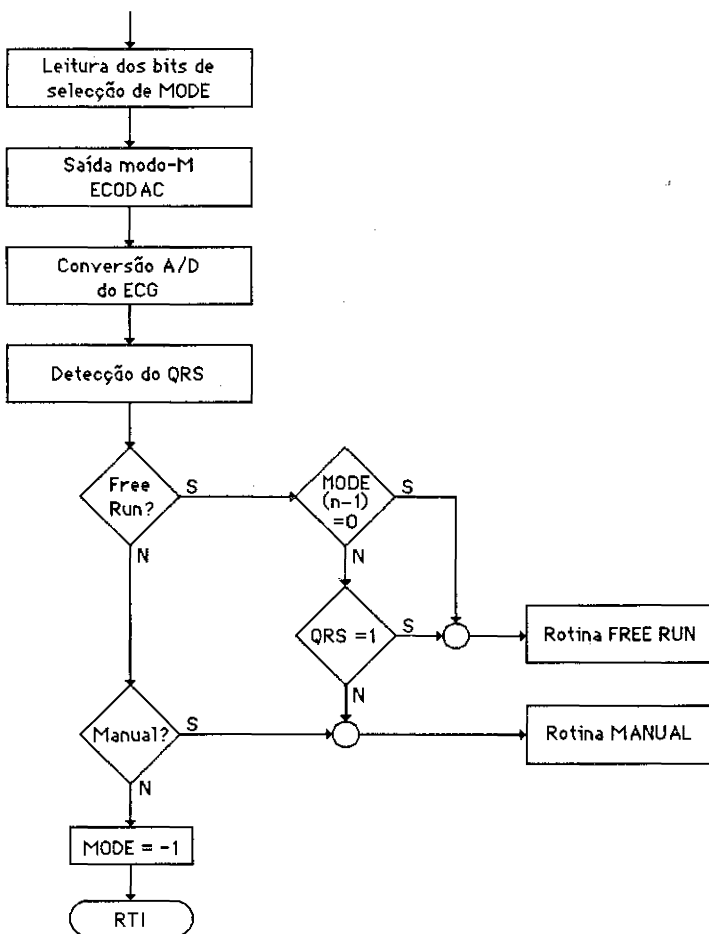 Leitura dos bits de
selecção de MODE
Saída modo-M
ECODAC
Conversão A/D
do ECG
Detecção do QRS
Free
Run?
S
N
MODE
(n-1)
=0
S
N
QRS =1
S
N
Rotina FREE RUN
Manual?
S
N
Rotina MANUAL
MODE = -1
RTI